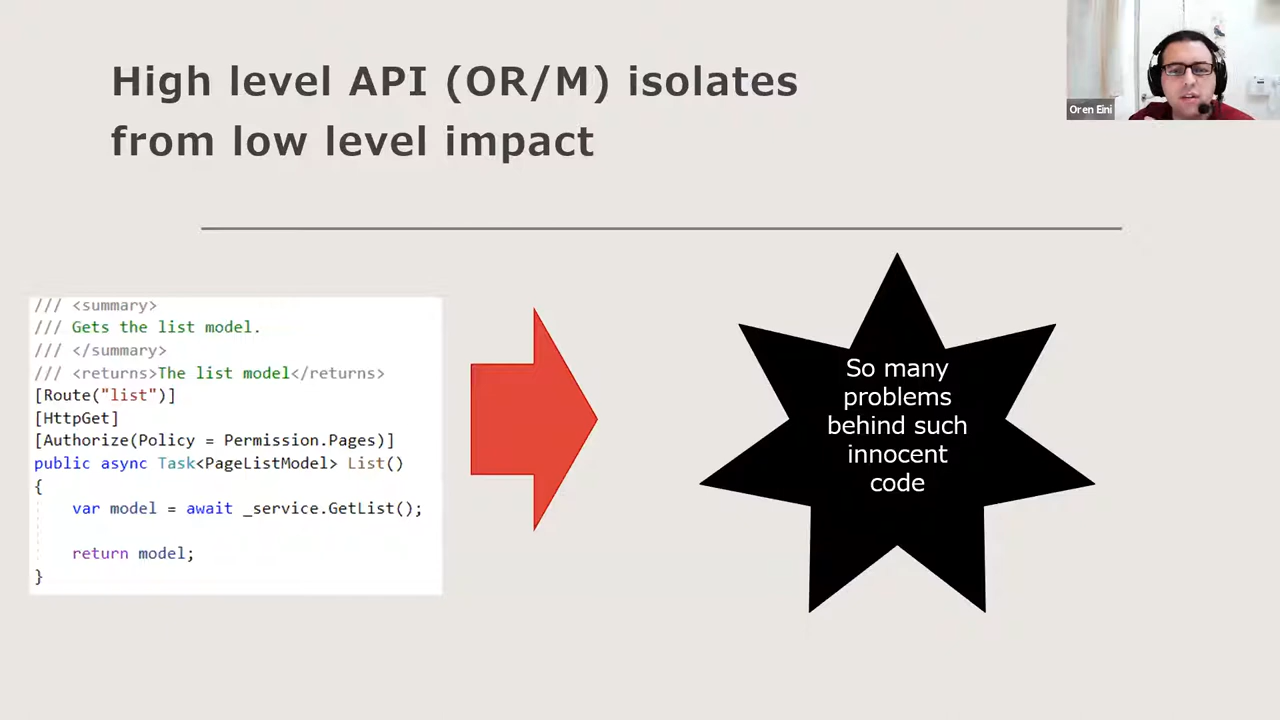 High level API (OR/M) isolates
from low level impact
Oren Eini
/// <summary>
/// Gets the list model.
/// </summary>
/// <returns>The list model</returns>
[Route("list")]
[HttpGet]
[Authorize(Policy = Permission.Pages)]
public async Task<PageListModel> List()
{
var model = await _service.GetList();
return model;
}
So many
problems
behind such
innocent
code